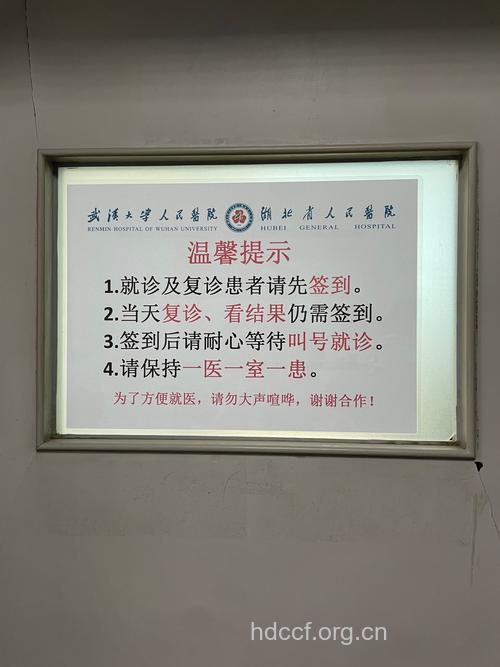 武漢大學人民醫院 湖北省人民醫院
RENMIN HOSPITAL OF WUHAN UNIVERSITY HUBEI GENERAL HOSPITAL
温馨提示
1.就诊及复诊患者请先签到。
2.当天复诊、看结果仍需签到。
3.签到后请耐心等待叫号就诊。
4.请保持一医一室一患。
为了方便就医，请勿大声喧哗，谢谢合作！
hdccf.org.cn